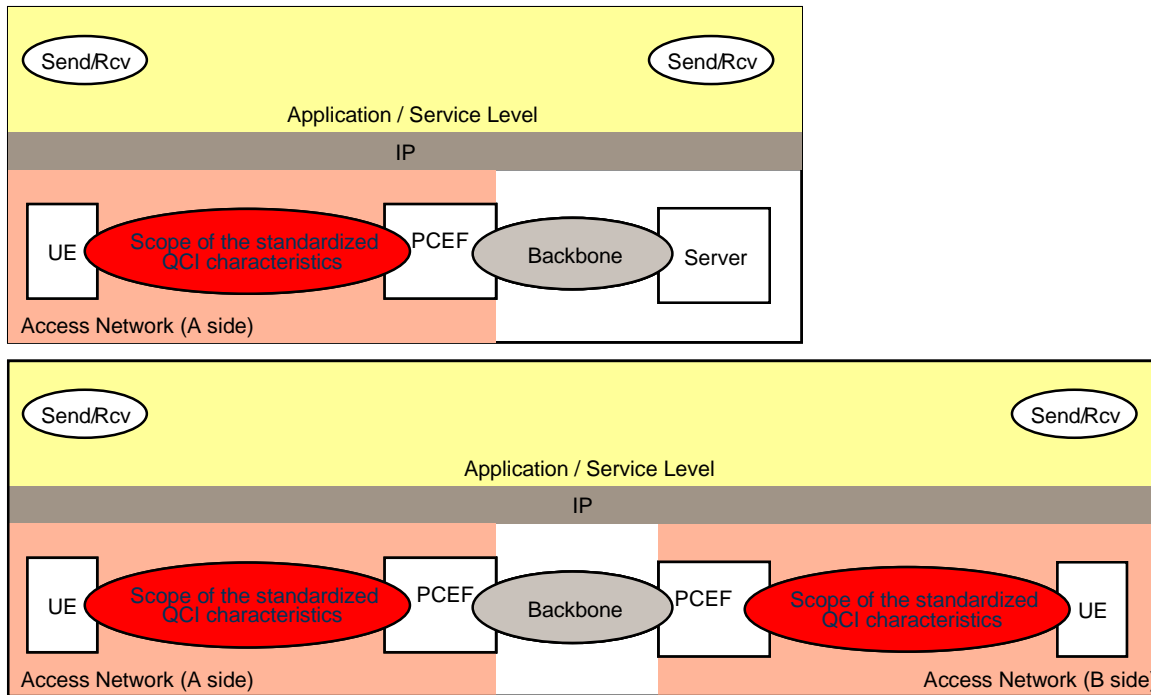 Send/Rcv
Send/Rcv
Application / Service Level
IP
UE
Scope of the standardized
QCI characteristics
PCEF
Backbone
Server
Access Network (A side)
Send/Rcv
Send/Rcv
Application / Service Level
IP
UE
Scope of the standardized
QCI characteristics
PCEF
Backbone
PCEF
Scope of the standardized
QCI characteristics
UE
Access Network (A side)
Access Network (B side)